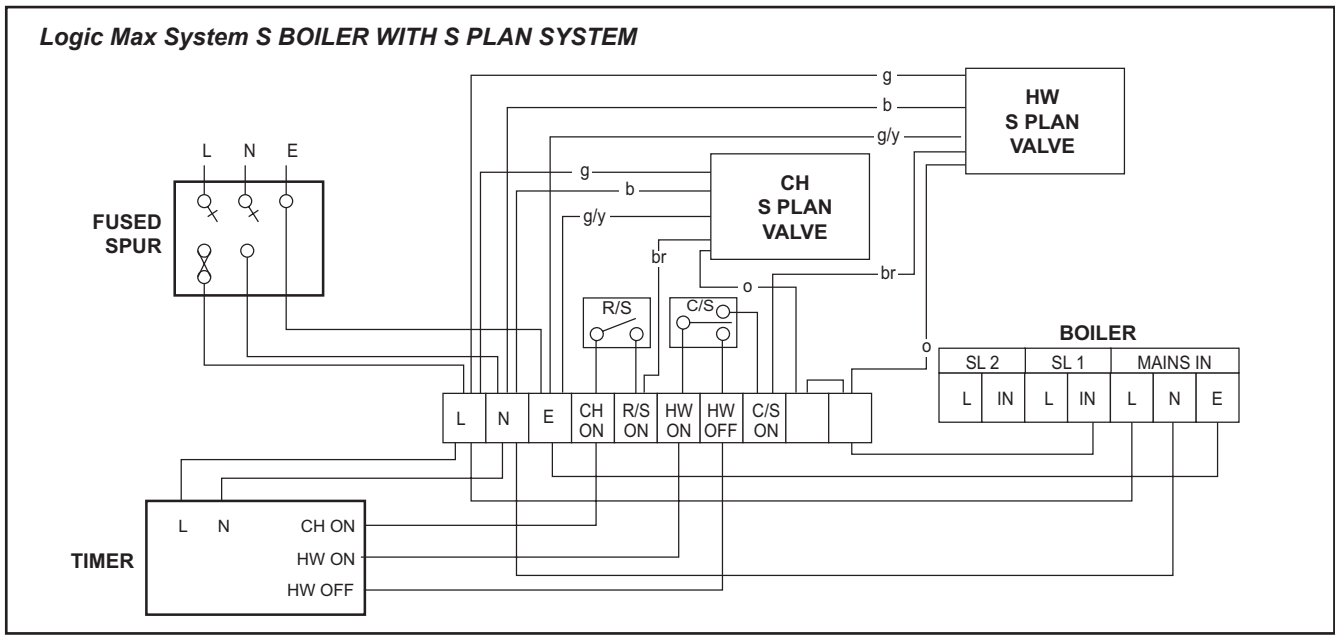 Logic Max System S BOILER WITH S PLAN SYSTEM
g
b
g/y
HW
S PLAN
VALVE
L N E
FUSED
SPUR
g
b
g/y
CH
S PLAN
VALVE
br
o
br
o
R/S
C/S
BOILER
SL 2 SL 1 MAINS IN
L IN L IN L N E
L N E CH ON R/S ON HW ON HW OFF C/S ON
TIMER
L N CH ON
HW ON
HW OFF